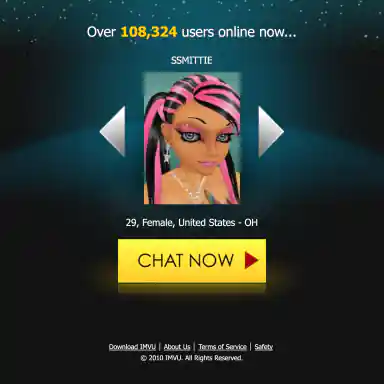 Over 108,324 users online now...
SSMITTIE
29, Female, United States - OH
CHAT NOW
Download IMVU | About Us | Terms of Service | Safety
© 2010 IMVU. All Rights Reserved.